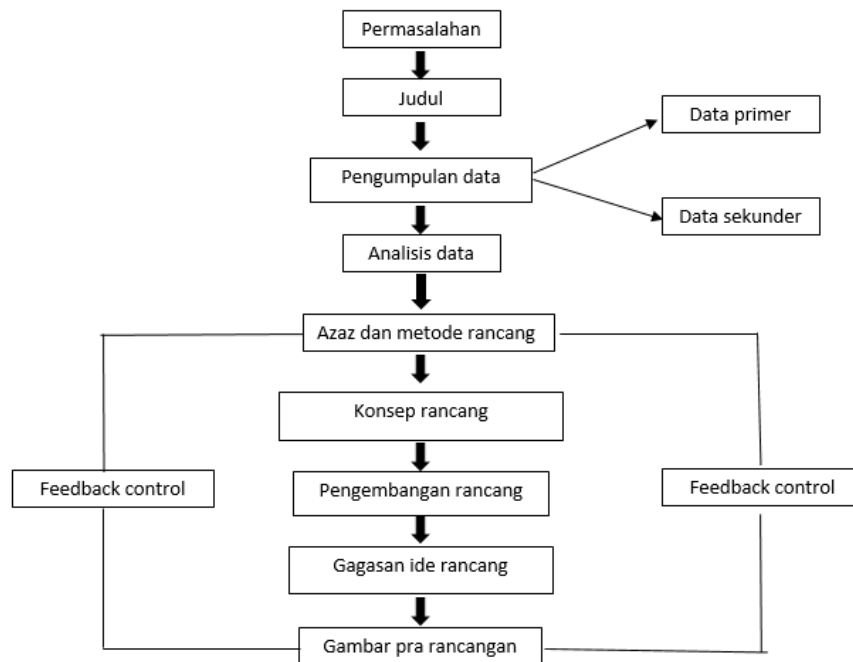 Permasalahan
Judul
Data primer
Pengumpulan data
Data sekunder
Analisis data
Azaz dan metode rancang
Konsep rancang
Feedback control
Pengembangan rancang
Feedback control
Gagasan ide rancang
Gambar pra rancangan